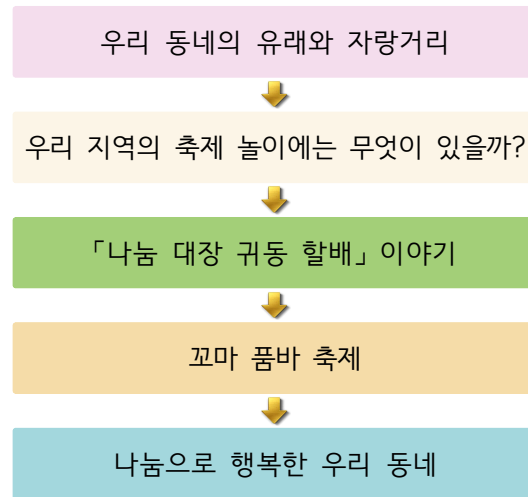 우리 동네의 유래와 자랑거리
우리 지역의 축제 놀이에는 무엇이 있을까?
「나눔 대장 귀동 할배」 이야기
꼬마 품바 축제
나눔으로 행복한 우리 동네